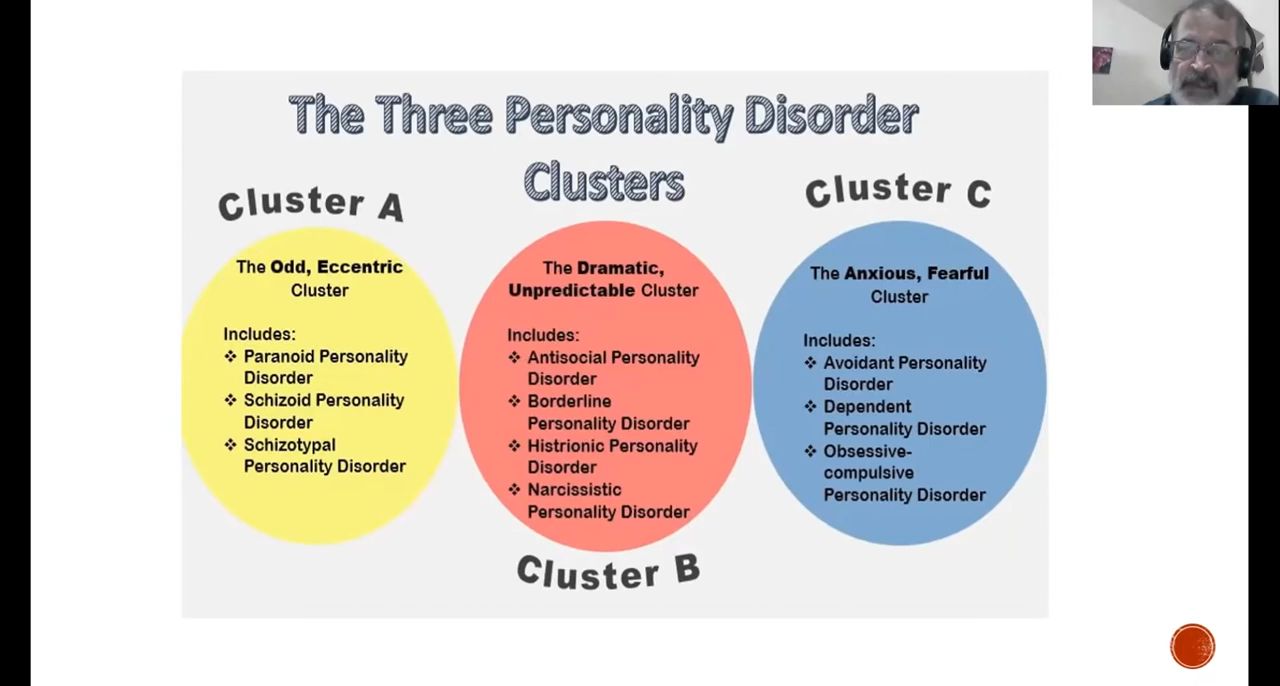 The Three Personality Disorder
Clusters
Cluster A
The Odd, Eccentric
Cluster
Includes:
❖ Paranoid Personality
Disorder
❖ Schizoid Personality
Disorder
❖ Schizotypal
Personality Disorder
The Dramatic,
Unpredictable Cluster
Includes:
❖ Antisocial Personality
Disorder
❖ Borderline
Personality Disorder
❖ Histrionic Personality
Disorder
❖ Narcissistic
Personality Disorder
Cluster B
Cluster C
The Anxious, Fearful
Cluster
Includes:
❖ Avoidant Personality
Disorder
❖ Dependent
Personality Disorder
❖ Obsessive-
compulsive
Personality Disorder